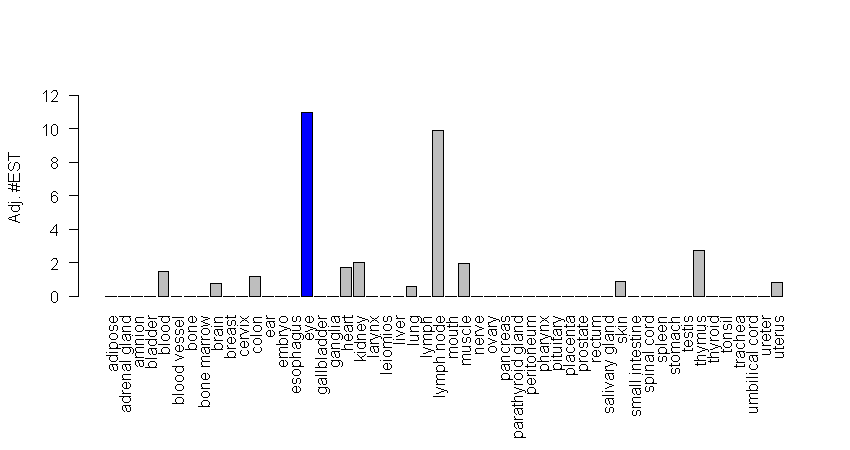 12
10
8
6
4
2
0
Adj. #EST
adipose
adrenal gland
amnion
bladder
blood
blood vessel
bone
bone marrow
brain
breast
cervix
colon
ear
embryo
esophagus
eye
gallbladder
ganglia
heart
kidney
larynx
leiomios
liver
lung
lymph
lymph node
mouth
muscle
nerve
ovary
pancreas
parathyroid gland
peritoneum
pharynx
pituitary
placenta
prostate
rectum
salivary gland
skin
small intestine
spinal cord
spleen
stomach
testis
thymus
thyroid
tonsil
trachea
umbilical cord
ureter
uterus